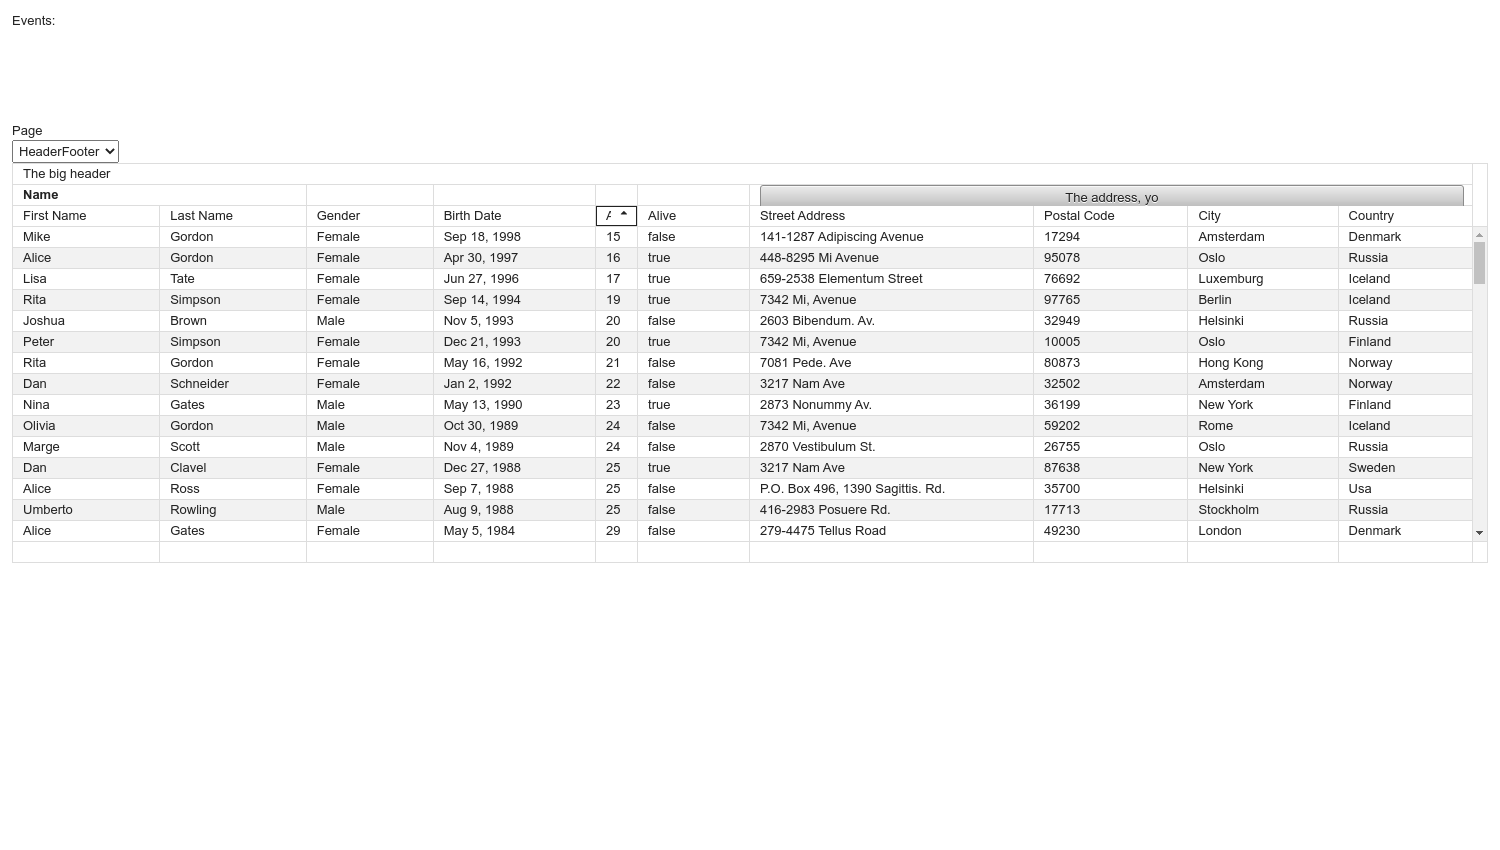 Events:
Page
HeaderFooter
The big header
Name The address, yo
First Name Last Name Gender Birth Date Alive Street Address Postal Code City Country
Mike Gordon Female Sep 18, 1998 15 false 141-1287 Adipiscing Avenue 17294 Amsterdam Denmark
Alice Gordon Female Apr 30, 1997 16 true 448-8295 Mi Avenue 95078 Oslo Russia
Lisa Tate Female Jun 27, 1996 17 true 659-2538 Elementum Street 76692 Luxemburg Iceland
Rita Simpson Female Sep 14, 1994 19 true 7342 Mi, Avenue 97765 Berlin Iceland
Joshua Brown Male Nov 5, 1993 20 false 2603 Bibendum. Av. 32949 Helsinki Russia
Peter Simpson Female Dec 21, 1993 20 true 7342 Mi, Avenue 10005 Oslo Finland
Rita Gordon Female May 16, 1992 21 false 7081 Pede. Ave 80873 Hong Kong Norway
Dan Schneider Female Jan 2, 1992 22 false 3217 Nam Ave 32502 Amsterdam Norway
Nina Gates Male May 13, 1990 23 true 2873 Nonummy Av. 36199 New York Finland
Olivia Gordon Male Oct 30, 1989 24 false 7342 Mi, Avenue 59202 Rome Iceland
Marge Scott Male Nov 4, 1989 24 false 2870 Vestibulum St. 26755 Oslo Russia
Dan Clavel Female Dec 27, 1988 25 true 3217 Nam Ave 87638 New York Sweden
Alice Ross Female Sep 7, 1988 25 false P.O. Box 496, 1390 Sagittis. Rd. 35700 Helsinki Usa
Umberto Rowling Male Aug 9, 1988 25 false 416-2983 Posuere Rd. 17713 Stockholm Russia
Alice Gates Female May 5, 1984 29 false 279-4475 Tellus Road 49230 London Denmark